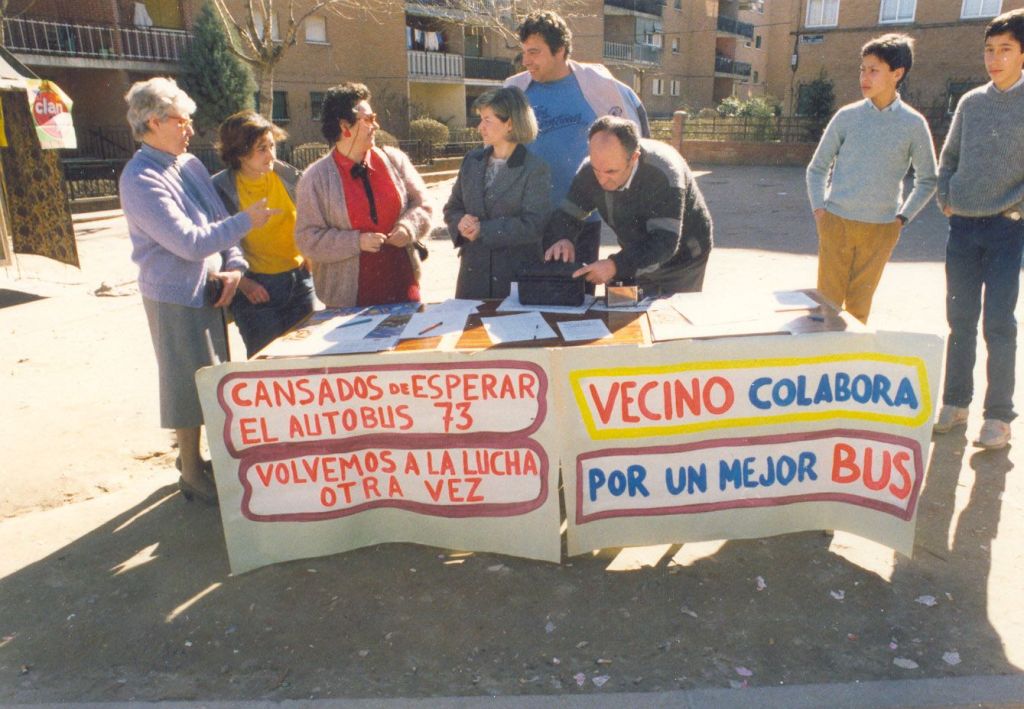 clan
CANSADOS DE ESPERAR
EL AUTOBUS 73
VOLVEMOS A LA LUCHA
OTRA VEZ
VECINO COLABORA
POR UN MEJOR BUS